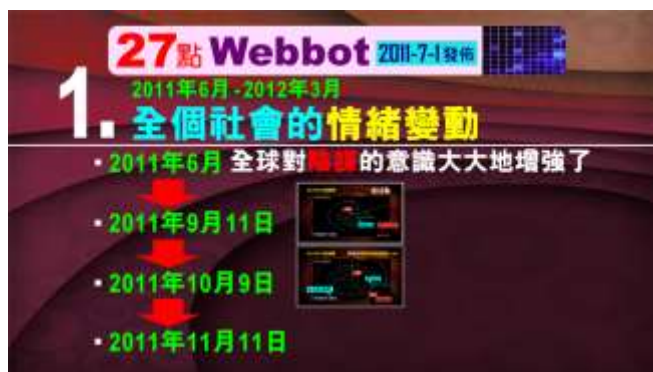 27點 Webbot 2011-7-1發佈
2011年6月-2012年3月
1. 全個社會的情緒變動
▪ 2011年6月 全球對陰謀的意識大大地增強了
▪ 2011年9月11日
▪ 2011年10月9日
▪ 2011年11月11日